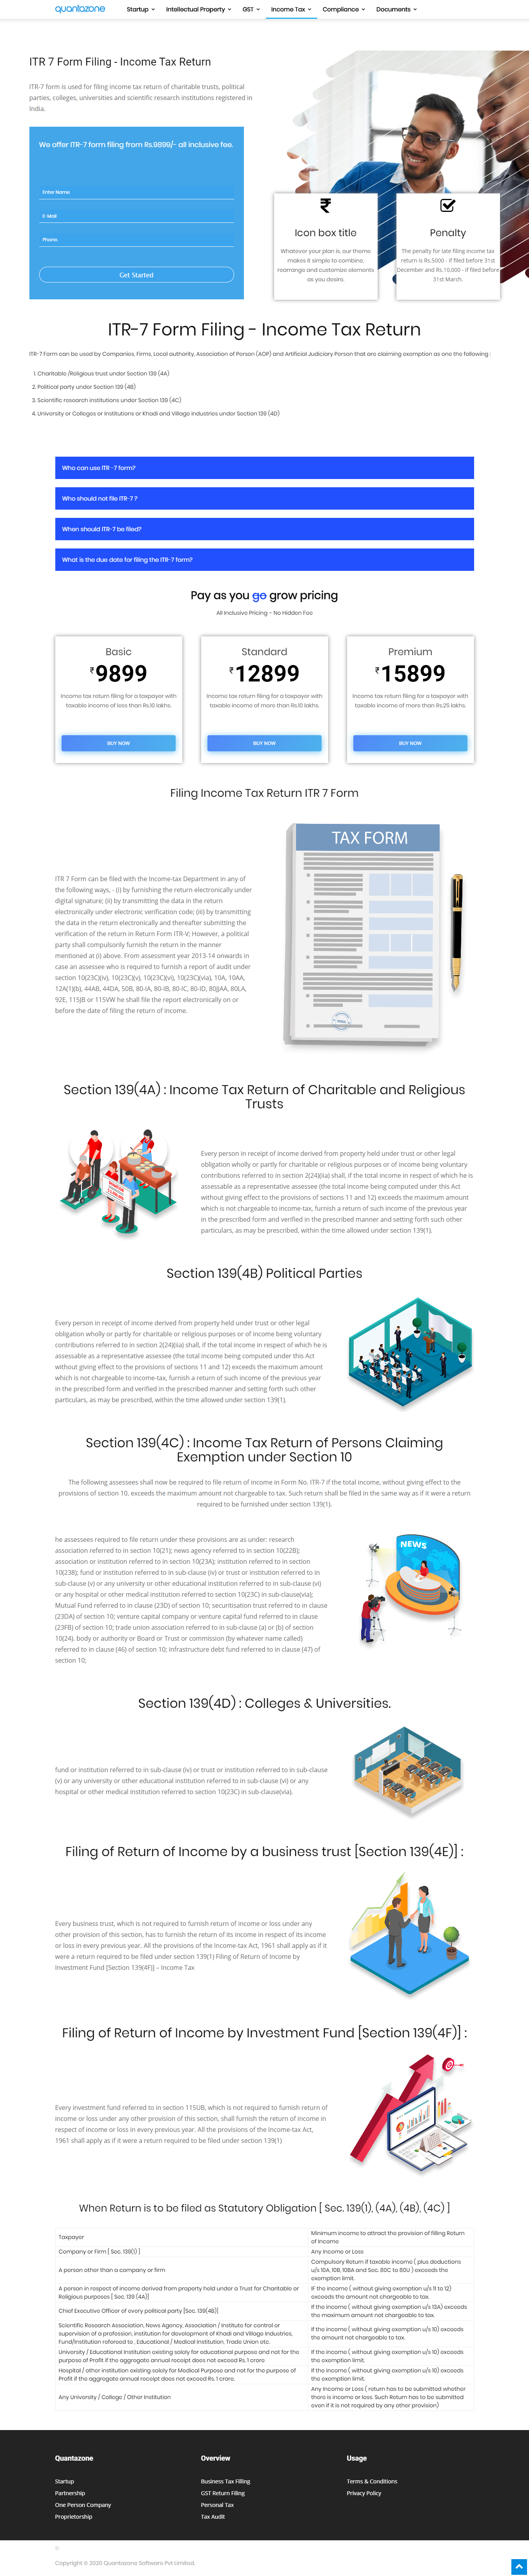 quantazone
Startup
Intellectual Property
GST
Income Tax
Compliance
Documents
ITR 7 Form Filing - Income Tax Return
ITR-7 form is used for filing income tax return of charitable trusts, political
parties, colleges, universities and scientific research institutions registered in
India.
We offer ITR-7 form filing from Rs.9899/- all inclusive fee.
Enter Name
E-Mail
Phone.
Get Started
Icon box title
Whatever your plan is, our theme
makes it simple to combine,
rearrange and customize elements
as you desire.
Penalty
The penalty for late filing income tax
return is Rs.5000 - if filed before 31st
December and Rs.10,000 - if filed before
31st March.
ITR-7 Form Filing - Income Tax Return
ITR-7 Form can be used by Companies, Firms, Local authority, Association of Person (AOP) and Artificial Judiciary Person that are claiming exemption as one the following :
1. Charitable /Religious trust under Section 139 (4A)
2. Political party under Section 139 (4B)
3. Scientific research institutions under Section 139 (4C)
4. University or Colleges or Institutions or Khadi and Village industries under Section 139 (4D)
Who can use ITR-7 form?
Who should not file ITR-7 ?
When should ITR-7 be filed?
What is the due date for filing the ITR-7 form?
Pay as you go grow pricing
All Inclusive Pricing - No Hidden Fee
Basic
₹9899
Income tax return filing for a taxpayer with
taxable income of less than Rs.10 lakhs.
BUY NOW
Standard
₹12899
Income tax return filing for a taxpayer with
taxable income of more than Rs.10 lakhs.
BUY NOW
Premium
₹15899
Income tax return filing for a taxpayer with
taxable income of more than Rs.25 lakhs.
BUY NOW
Filing Income Tax Return ITR 7 Form
ITR 7 Form can be filed with the Income-tax Department in any of
the following ways, - (i) by furnishing the return electronically under
digital signature; (ii) by transmitting the data in the return
electronically under electronic verification code; (iii) by transmitting
the data in the return electronically and thereafter submitting the
verification of the return in Return Form ITR-V; However, a political
party shall compulsorily furnish the return in the manner
mentioned at (i) above. From assessment year 2013-14 onwards in
case an assessee who is required to furnish a report of audit under
section 10(23C)(iv), 10(23C)(v), 10(23C)(vi), 10(23C)(via), 10A, 10AA,
12A(1)(b), 44AB, 44DA, 50B, 80-IA, 80-IB, 80-IC, 80-ID, 80JJAA, 80LA,
92E, 115JB or 115VW he shall file the report electronically on or
before the date of filing the return of income.
TAX FORM
Section 139(4A) : Income Tax Return of Charitable and Religious
Trusts
Every person in receipt of income derived from property held under trust or other legal
obligation wholly or partly for charitable or religious purposes or of income being voluntary
contributions referred to in section 2(24)(iia) shall, if the total income in respect of which he is
assessable as a representative assessee (the total income being computed under this Act
without giving effect to the provisions of sections 11 and 12) exceeds the maximum amount
which is not chargeable to income-tax, furnish a return of such income of the previous year
in the prescribed form and verified in the prescribed manner and setting forth such other
particulars, as may be prescribed, within the time allowed under section 139(1).
Section 139(4B) Political Parties
Every person in receipt of income derived from property held under trust or other legal
obligation wholly or partly for charitable or religious purposes or of income being voluntary
contributions referred to in section 2(24)(iia) shall, if the total income in respect of which he is
assessable as a representative assessee (the total income being computed under this Act
without giving effect to the provisions of sections 11 and 12) exceeds the maximum amount
which is not chargeable to income-tax, furnish a return of such income of the previous year
in the prescribed form and verified in the prescribed manner and setting forth such other
particulars, as may be prescribed, within the time allowed under section 139(1).
Section 139(4C) : Income Tax Return of Persons Claiming
Exemption under Section 10
The following assessees shall now be required to file return of income in Form No. ITR-7 if the total income, without giving effect to the
provisions of section 10, exceeds the maximum amount not chargeable to tax. Such return shall be filed in the same way as if it were a return
required to be furnished under section 139(1).
he assessees required to file return under these provisions are as under: research
association referred to in section 10(21); news agency referred to in section 10(22B);
association or institution referred to in section 10(23A); institution referred to in section
10(23B); fund or institution referred to in sub-clause (iv) or trust or institution referred to in
sub-clause (v) or any university or other educational institution referred to in sub-clause (vi)
or any hospital or other medical institution referred to section 10(23C) in sub-clause(via);
Mutual Fund referred to in clause (23D) of section 10; securitisation trust referred to in clause
(23DA) of section 10; venture capital company or venture capital fund referred to in clause
(23FB) of section 10; trade union association referred to in sub-clause (a) or (b) of section
10(24). body or authority or Board or Trust or commission (by whatever name called)
referred to in clause (46) of section 10; infrastructure debt fund referred to in clause (47) of
section 10;
NEWS
Section 139(4D) : Colleges & Universities.
fund or institution referred to in sub-clause (iv) or trust or institution referred to in sub-clause
(v) or any university or other educational institution referred to in sub-clause (vi) or any
hospital or other medical institution referred to section 10(23C) in sub-clause(via).
Filing of Return of Income by a business trust [Section 139(4E)] :
Every business trust, which is not required to furnish return of income or loss under any
other provision of this section, has to furnish the return of its income in respect of its income
or loss in every previous year. All the provisions of the Income-tax Act, 1961 shall apply as if it
were a return required to be filed under section 139(1) Filing of Return of Income by
Investment Fund [Section 139(4F)] – Income Tax
Filing of Return of Income by Investment Fund [Section 139(4F)] :
Every investment fund referred to in section 115UB, which is not required to furnish return of
income or loss under any other provision of this section, shall furnish the return of income in
respect of income or loss in every previous year. All the provisions of the Income-tax Act,
1961 shall apply as if it were a return required to be filed under section 139(1)
When Return is to be filed as Statutory Obligation [ Sec. 139(1), (4A), (4B), (4C) ]
Taxpayer
Minimum income to attract the provision of filling Return
of Income
Company or Firm [ Sec. 139(1) ]
Any Income or Loss
A person other than a company or firm
Compulsory Return if taxable income ( plus deductions
u/s 10A, 10B, 10BA and Sec. 80C to 80U ) exceeds the
exemption limit.
A person in respect of income derived from property held under a Trust for Charitable or
Religious purposes [ Sec. 139 (4A)]
IF the income ( without giving exemption u/s 11 to 12)
exceeds the amount not chargeable to tax.
Chief Executive Officer of every political party [Sec. 139(4B)]
If the income ( without giving exemption u/s 13A) exceeds
the maximum amount not chargeable to tax.
Scientific Research Association, News Agency, Association / Institute for control or
supervision of a profession, institution for development of Khadi and Village Industries,
Fund/Institution refereed to , Educational / Medical Institution, Trade Union etc.
If the income ( without giving exemption u/s 10) exceeds
the amount not chargeable to tax.
University / Educational Institution existing solely for educational purpose and not for the
purpose of Profit if the aggregate annual receipt does not exceed Rs. 1 crore
If the income ( without giving exemption u/s 10) exceeds
the exemption limit.
Hospital / other institution existing solely for Medical Purpose and not for the purpose of
Profit if the aggregate annual receipt does not exceed Rs. 1 crore.
If the income ( without giving exemption u/s 10) exceeds
the exemption limit.
Any University / College / Other Institution
Any Income or Loss ( return has to be submitted whether
there is income or loss. Such Return has to be submitted
even if it is not required by any other provision)
Quantazone
Startup
Partnership
One Person Company
Proprietorship
Overview
Business Tax Filling
GST Return Filing
Personal Tax
Tax Audit
Usage
Terms & Conditions
Privacy Policy
Copyright © 2020 Quantazone Software Pvt Limited.